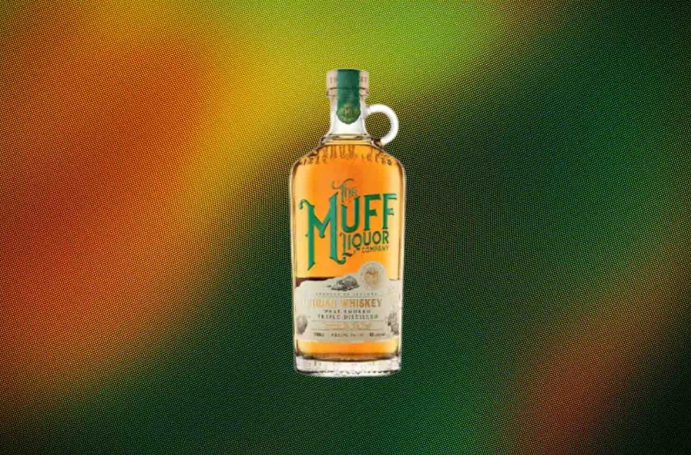 The
MUFF
LIQUOR
COMPANY
IRISH WHISKEY
PEAT SMOKED
TRIPLE DISTILLED